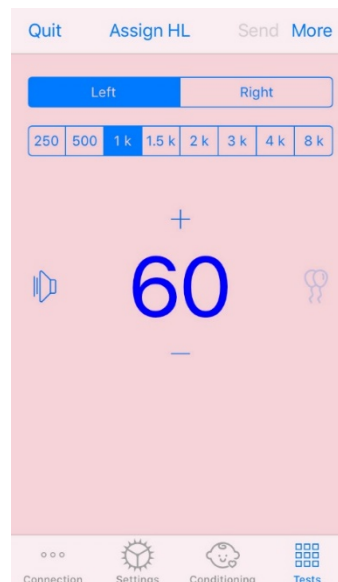 Quit Assign HL Send More
Left Right
250 500 1 k 1.5 k 2 k 3 k 4 k 8 k
+
60
—
Connection Settings Conditioning Tests